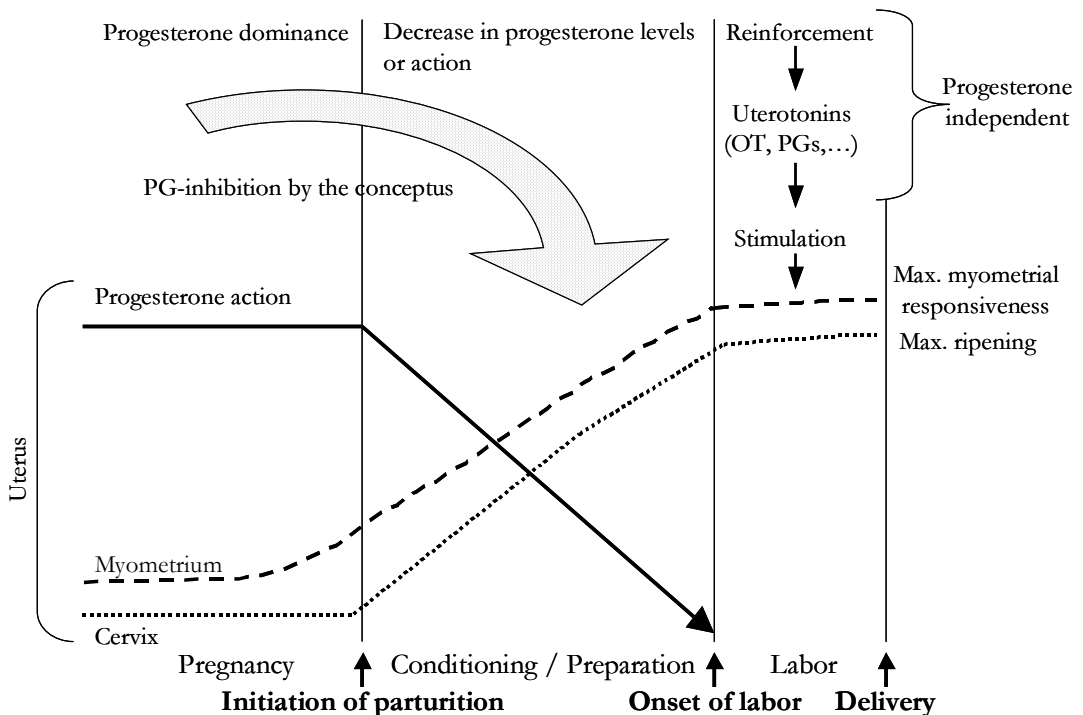 Progesterone dominance
Decrease in progesterone levels
or action
Reinforcement
Uterotonins
(OT, PGs,...)
Stimulation
Progesterone
independent
PG-inhibition by the conceptus
Progesterone action
Max. myometrial
responsiveness
Max. ripening
Uterus
Myometrium
Cervix
Pregnancy
Conditioning / Preparation
Labor
Initiation of parturition
Onset of labor
Delivery